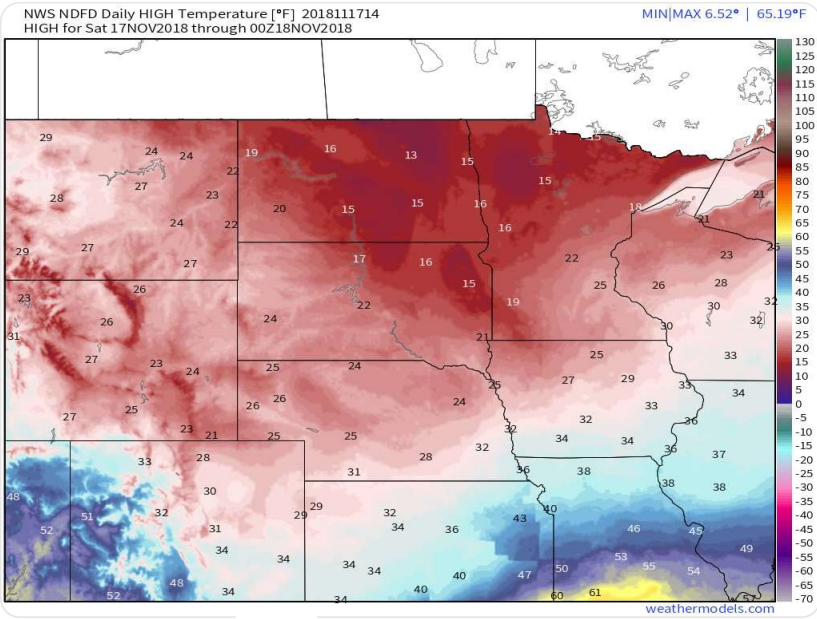 NWS NDFD Daily HIGH Temperature [°F] 2018111714
MIN|MAX 6.52° | 65.19°F
HIGH for Sat 17NOV2018 through 00Z18NOV2018
130
125
120
115
110
105
100
95
90
85
80
75
70
65
60
55
50
45
40
35
30
25
20
15
10
5
0
-5
-10
-15
-20
-25
-30
-35
-40
-45
-50
-55
-60
-65
-70
29
24 24 19 16 13 15
22
27 23 15
28 20 15 15 16 18 21
24 22 16 21
29 27 27 17 16 22 23
15 25 26 28
23 26 22 19 30 32
26 24 32
31 21 30
27 23 24 25 24 25 33
25 27 29 33 34
27 25 26 26 24 33
23 21 25 25 32 32 36
34 34 36
33 28 31 28 32 36 38 37
48 30 38 38
51 32 29 29 32 40
52 31 34 36 43 46 45
34 34 53 49
48 34 34 40 47 50 55 54
52 34 34 40 60 61 57
weathermodels.com